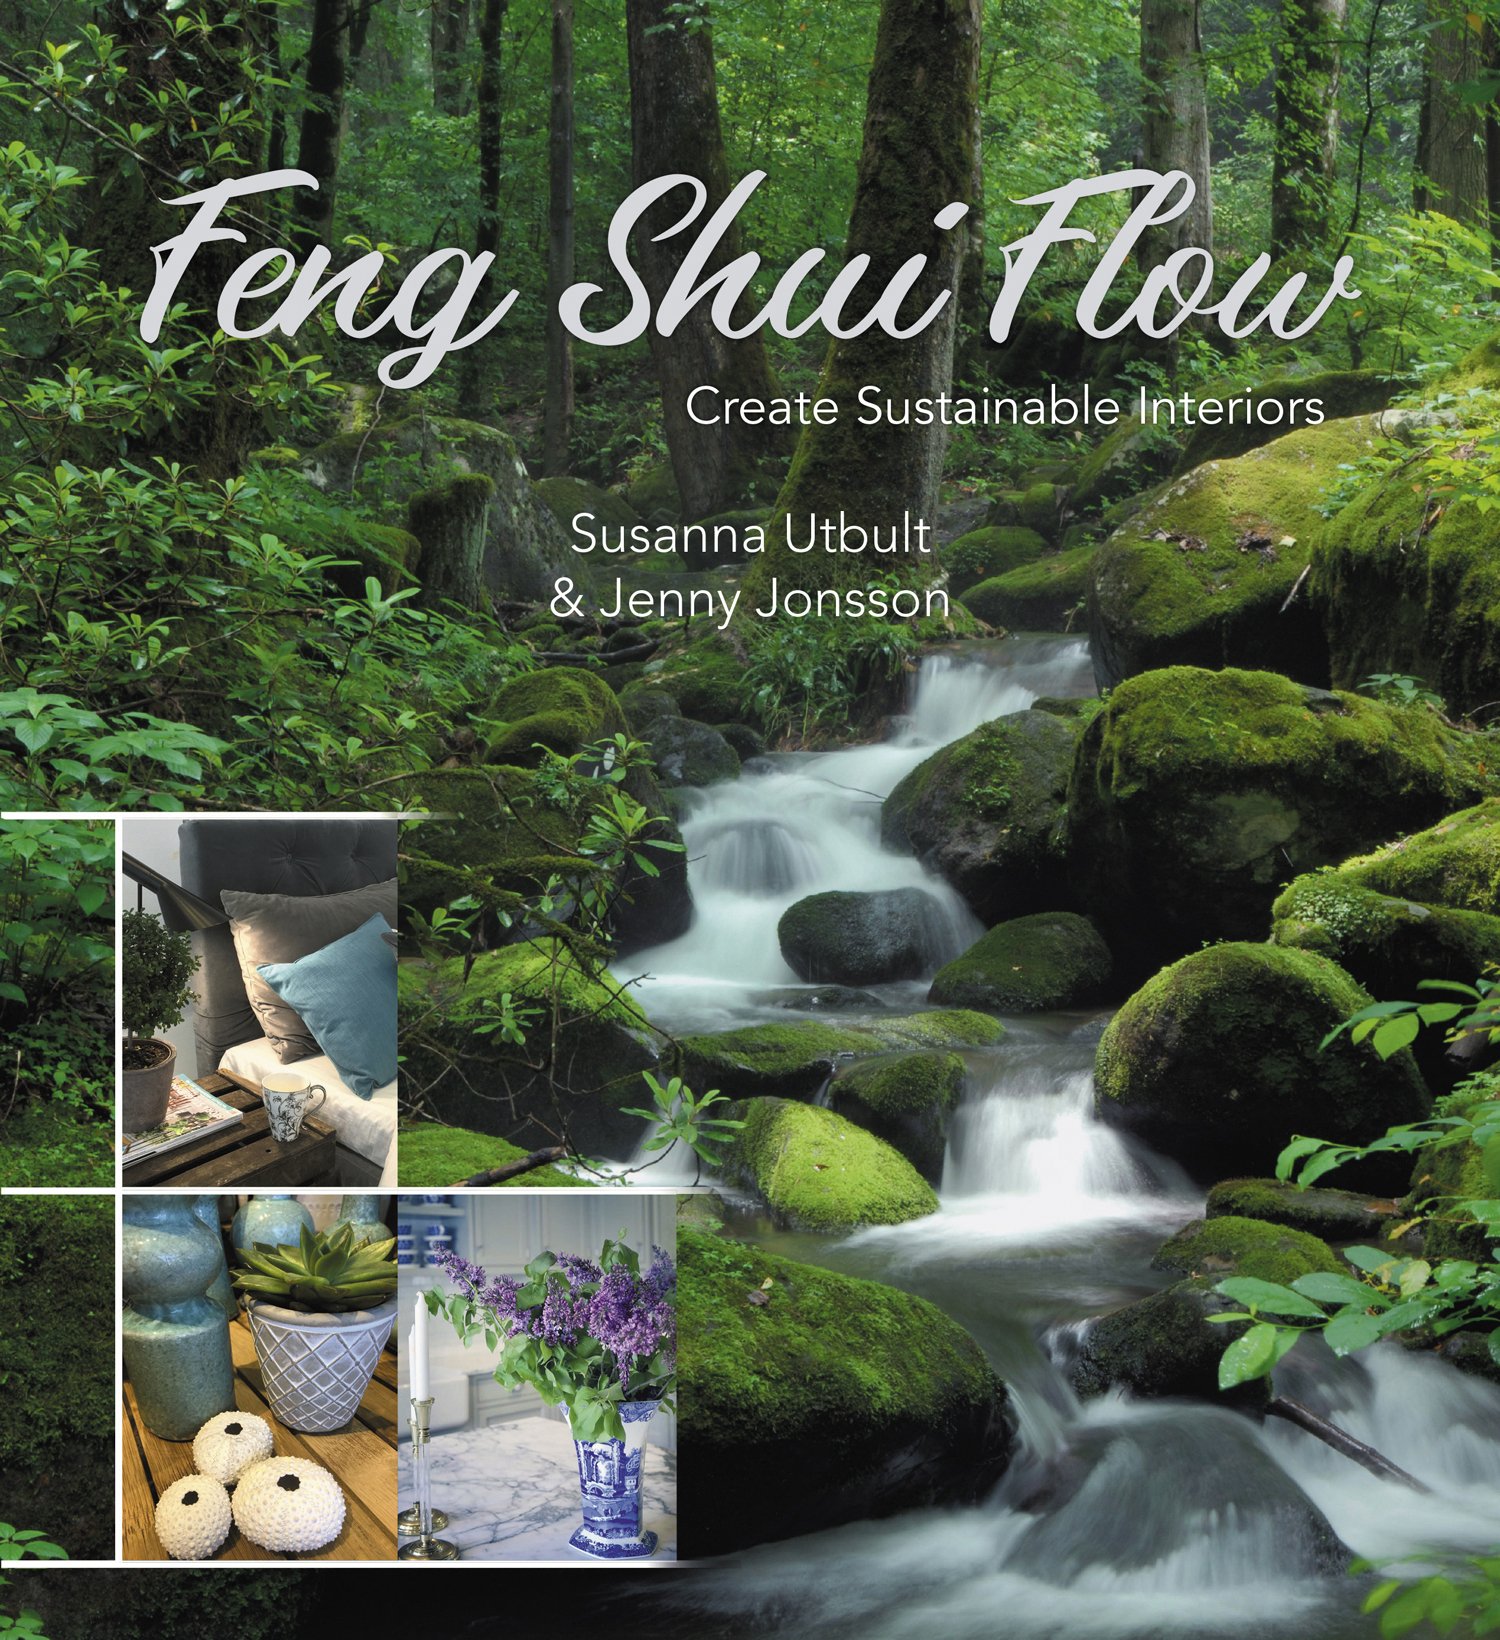 Feng Shui Flow
Create Sustainable Interiors
Susanna Utbult
& Jenny Jonsson